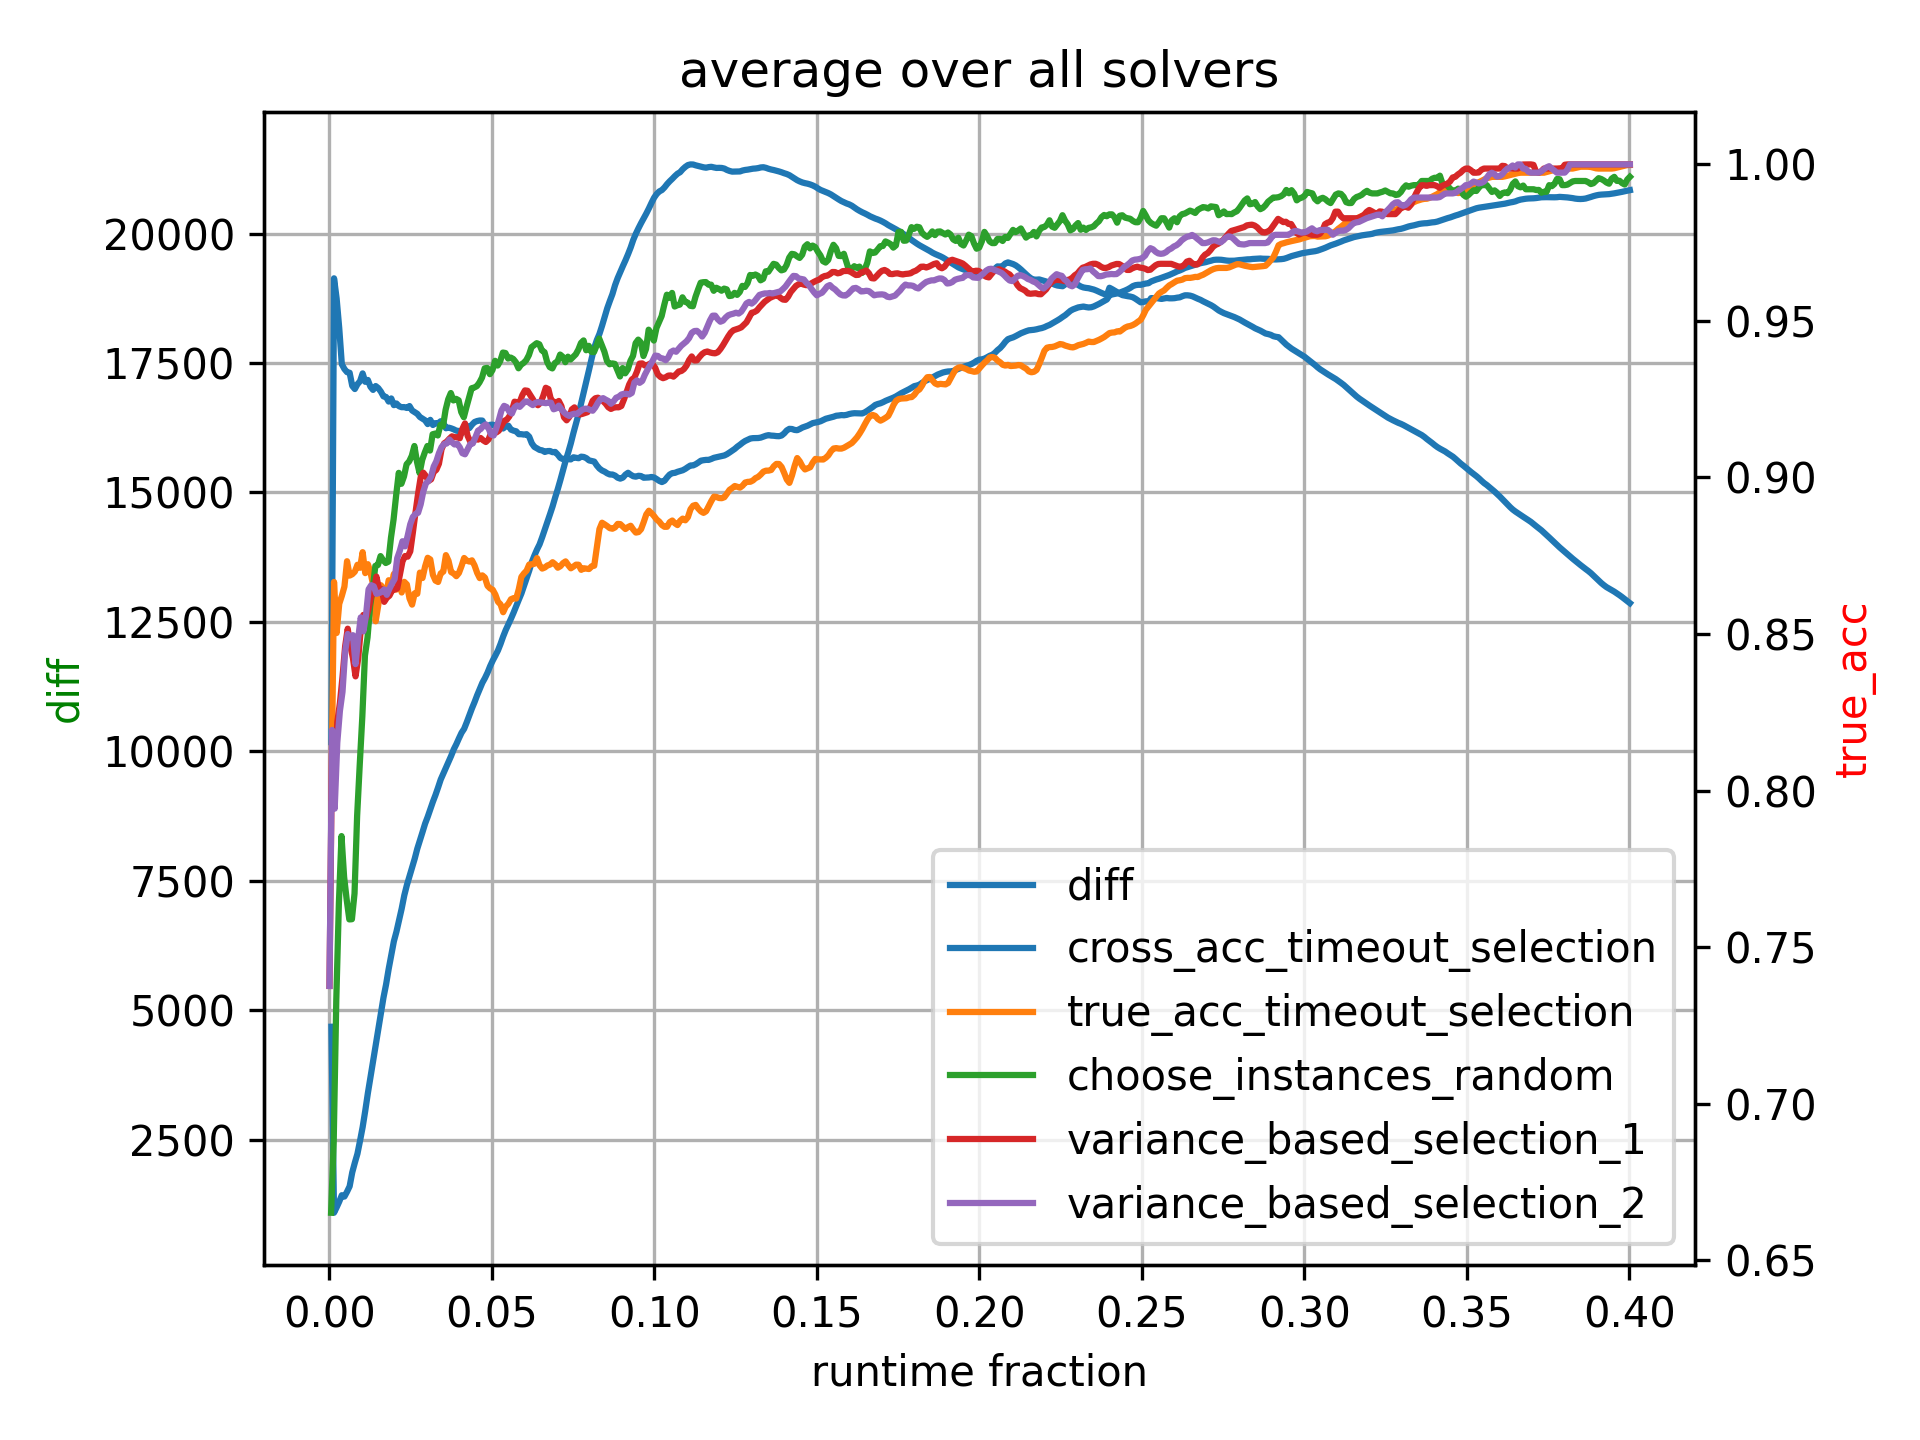 average over all solvers
20000
17500
15000
12500
10000
7500
5000
2500
diff
1.00
0.95
0.90
0.85
0.80
0.75
0.70
0.65
true_acc
diff
cross_acc_timeout_selection
true_acc_timeout_selection
choose_instances_random
variance_based_selection_1
variance_based_selection_2
0.00 0.05 0.10 0.15 0.20 0.25 0.30 0.35 0.40
runtime fraction